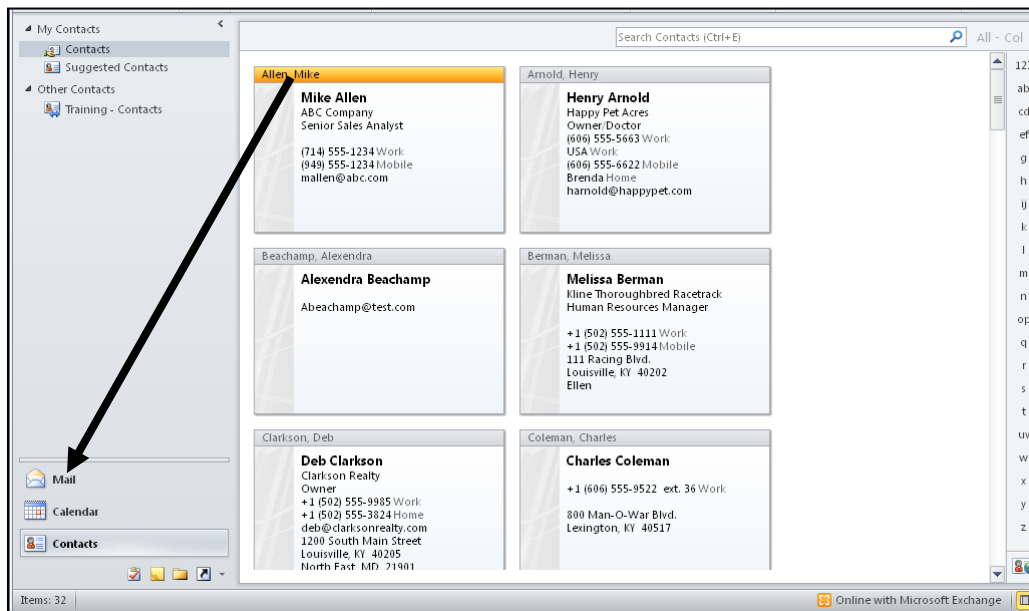 My Contacts
Contacts
Suggested Contacts
Other Contacts
Training - Contacts
Mail
Calendar
Contacts
Search Contacts (Ctrl+E)
All - Col
Allen, Mike
Mike Allen
ABC Company
Senior Sales Analyst
(714) 555-1234 Work
(949) 555-1234 Mobile
mallen@abc.com
Arnold, Henry
Henry Arnold
Happy Pet Acres
Owner/Doctor
(606) 555-5663 Work
USA Work
(606) 555-6622 Mobile
Brenda Home
harnold@happypet.com
Beachamp, Alexendra
Alexendra Beachamp
Abeachamp@test.com
Berman, Melissa
Melissa Berman
Kline Thoroughbred Racetrack
Human Resources Manager
+1 (502) 555-1111 Work
+1 (502) 555-9914 Mobile
111 Racing Blvd.
Louisville, KY 40202
Ellen
Clarkson, Deb
Deb Clarkson
Clarkson Realty
Owner
+1 (502) 555-9985 Work
+1 (502) 555-3824 Home
deb@clarksonrealty.com
1200 South Main Street
Louisville, KY 40205
North East, MD 21901
Coleman, Charles
Charles Coleman
+1 (606) 555-9522 ext. 36 Work
800 Man-O-War Blvd.
Lexington, KY 40517
12
ab
cd
ef
g
h
ij
k
l
m
n
op
q
r
s
t
uv
w
x
y
z
Items: 32
Online with Microsoft Exchange